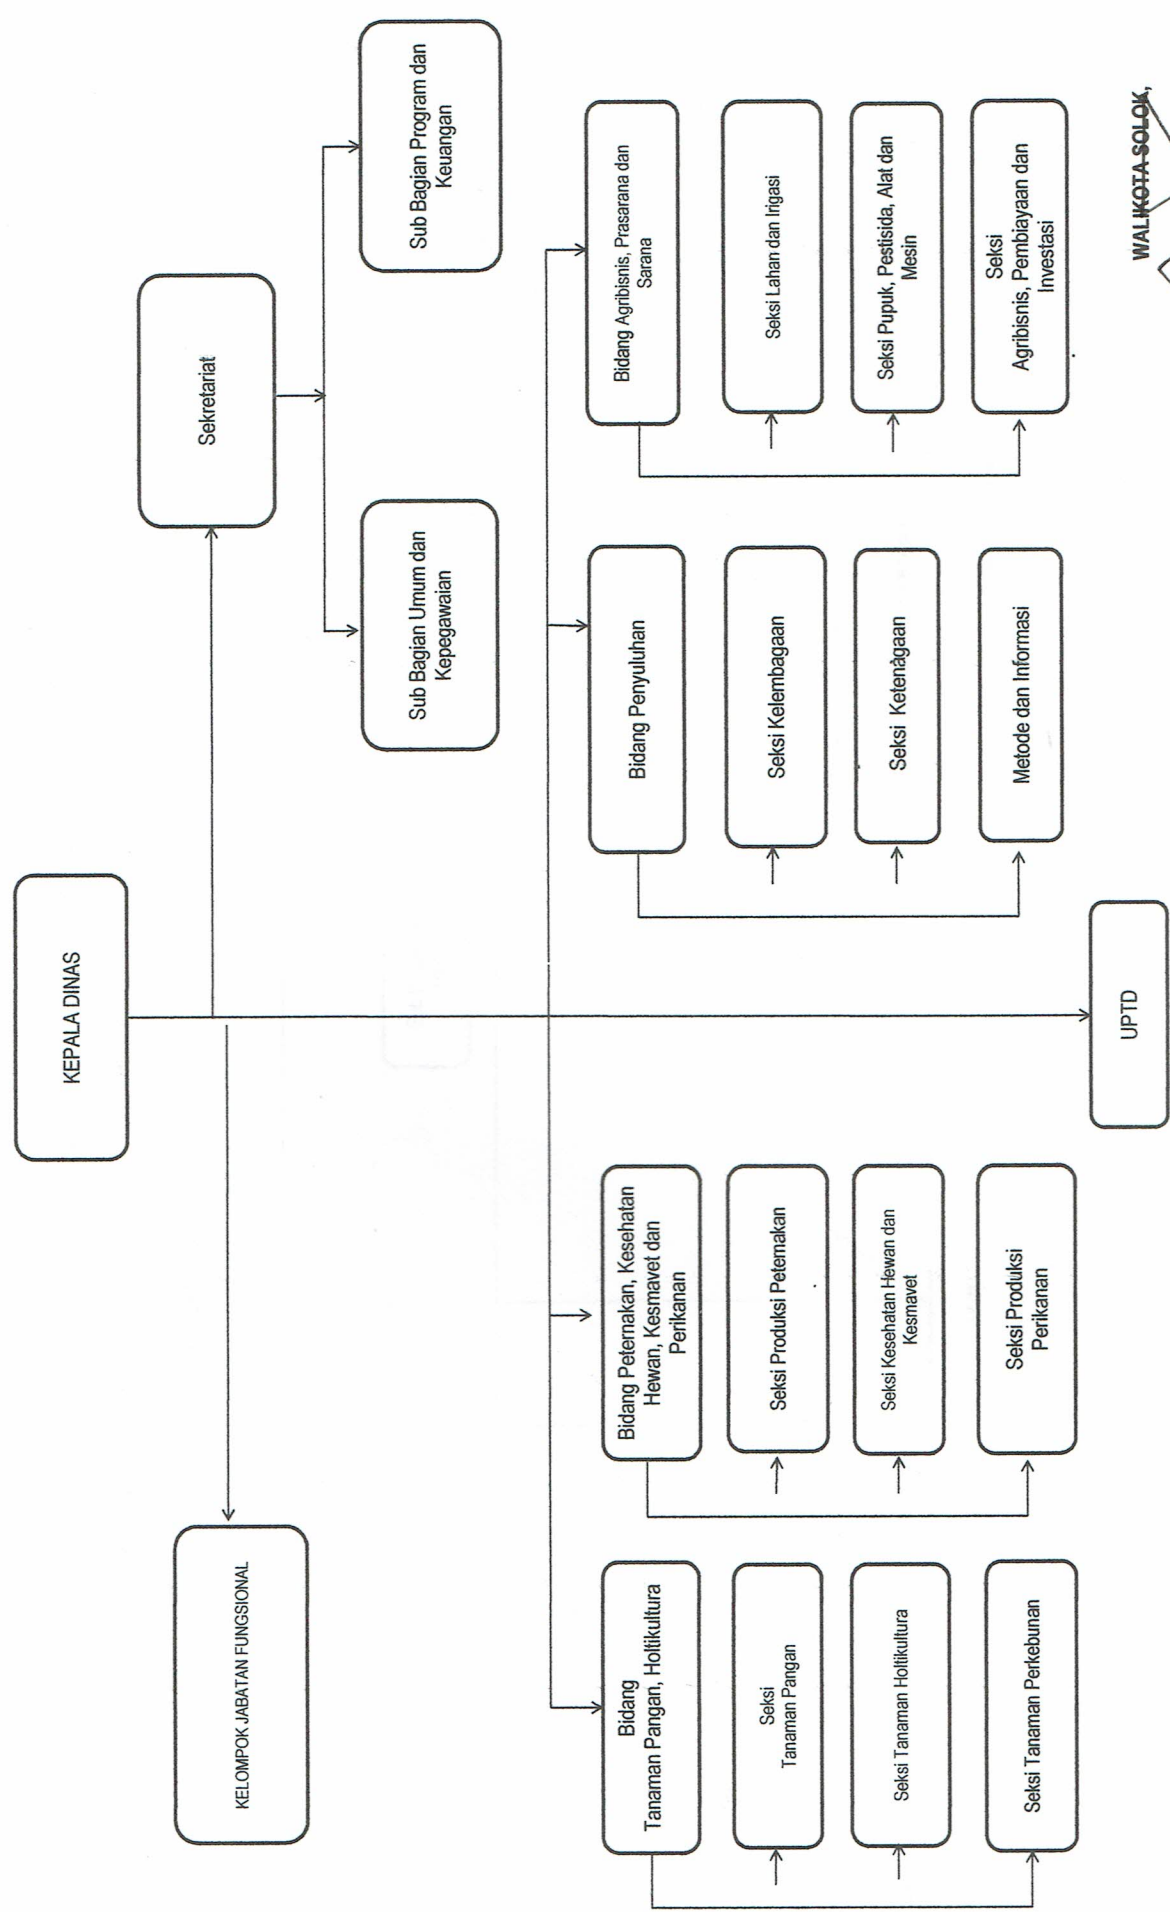 KEPALA DINAS
KELOMPOK JABATAN FUNGSIONAL
Sekretariat
Sub Bagian Umum dan
Kepegawaian
Sub Bagian Program dan
Keuangan
Bidang
Tanaman Pangan, Holtikultura
Seksi
Tanaman Pangan
Seksi Tanaman Holtikultura
Seksi Tanaman Perkebunan
Bidang Peternakan, Kesehatan
Hewan, Kesmavet dan
Perikanan
Seksi Produksi Peternakan
Seksi Kesehatan Hewan dan
Kesmavet
Seksi Produksi
Perikanan
Bidang Penyuluhan
Seksi Kelembagaan
Seksi Ketenagaan
Metode dan Informasi
Bidang Agribisnis, Prasarana dan
Sarana
Seksi Lahan dan Irigasi
Seksi Pupuk, Pestisida, Alat dan
Mesin
Seksi
Agribisnis, Pembiayaan dan
Investasi
UPTD
WALIKOTA SOLOK,